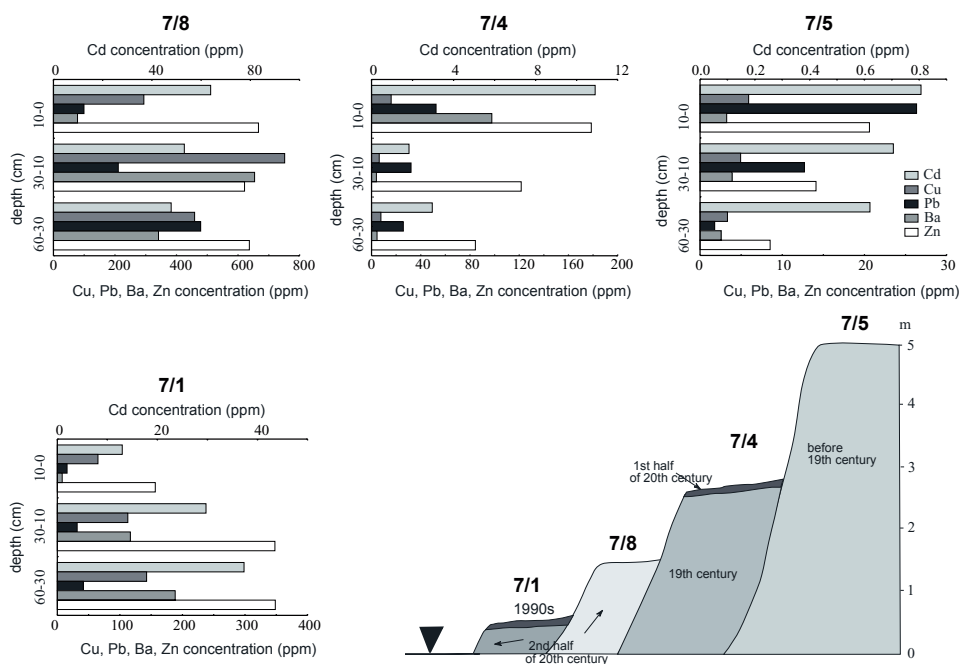 7/8
Cd concentration (ppm)
0 40 80
depth (cm)
10-0
30-10
60-30
0 200 400 600 800
Cu, Pb, Ba, Zn concentration (ppm)
7/4
Cd concentration (ppm)
0 4 8 12
depth (cm)
10-0
30-10
60-30
0 40 80 120 160 200
Cu, Pb, Ba, Zn concentration (ppm)
7/5
Cd concentration (ppm)
0.0 0.2 0.4 0.6 0.8
depth (cm)
10-0
30-10
60-30
Cd
Cu
Pb
Ba
Zn
0 10 20 30
Cu, Pb, Ba, Zn concentration (ppm)
7/1
Cd concentration (ppm)
0 20 40
depth (cm)
10-0
30-10
60-30
0 100 200 300 400
Cu, Pb, Ba, Zn concentration (ppm)
7/5
m
5
4
3
2
1
0
7/4
before
19th century
1st half
of 20th century
7/8
19th century
7/1
1990s
2nd half
of 20th century